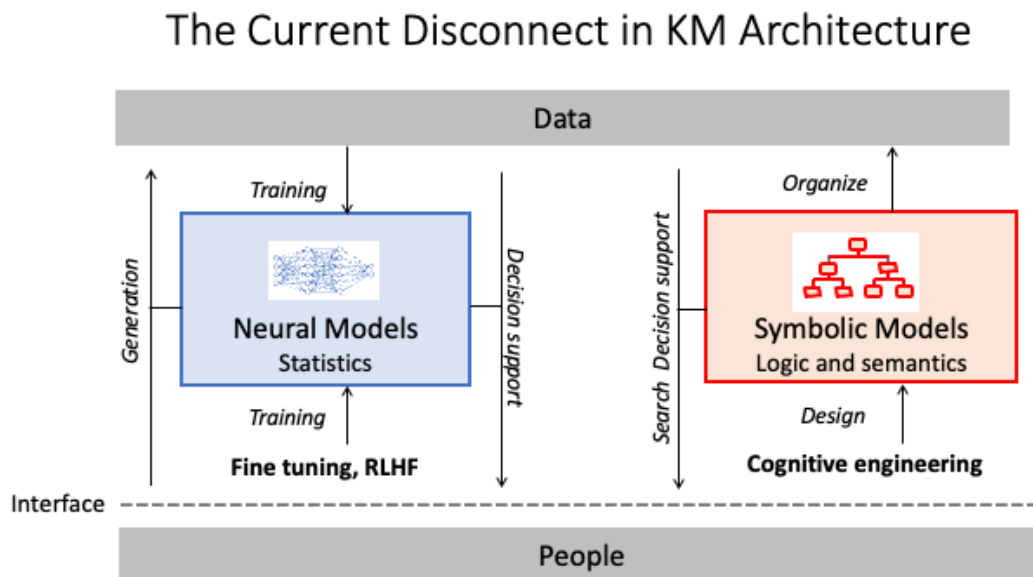 The Current Disconnect in KM Architecture
Data
Training
Organize
Generation
Neural Models
Statistics
Decision support
Search Decision support
Symbolic Models
Logic and semantics
Training
Design
Fine tuning, RLHF
Cognitive engineering
Interface
People